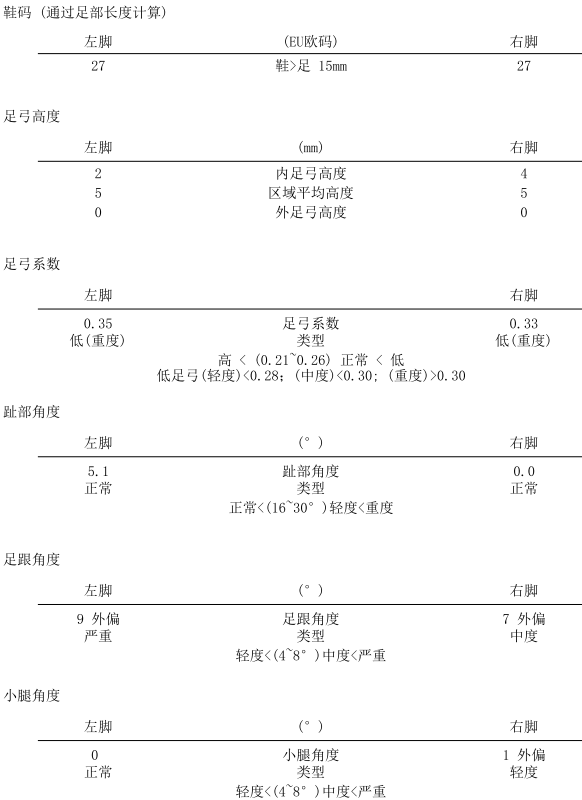 鞋码 (通过足部长度计算)
左脚 (EU欧码) 右脚
27 鞋>足 15mm 27
足弓高度
左脚 (mm) 右脚
2 内足弓高度 4
5 区域平均高度 5
0 外足弓高度 0
足弓系数
左脚 右脚
0.35 足弓系数 0.33
低(重度) 类型 低(重度)
高 < (0.21~0.26) 正常 < 低
低足弓(轻度)<0.28; (中度)<0.30; (重度)>0.30
趾部角度
左脚 (°) 右脚
5.1 趾部角度 0.0
正常 类型 正常
正常<(16~30°)轻度<重度
足跟角度
左脚 (°) 右脚
9 外偏 足跟角度 7 外偏
严重 类型 中度
轻度<(4~8°)中度<严重
小腿角度
左脚 (°) 右脚
0 小腿角度 1 外偏
正常 类型 轻度
轻度<(4~8°)中度<严重